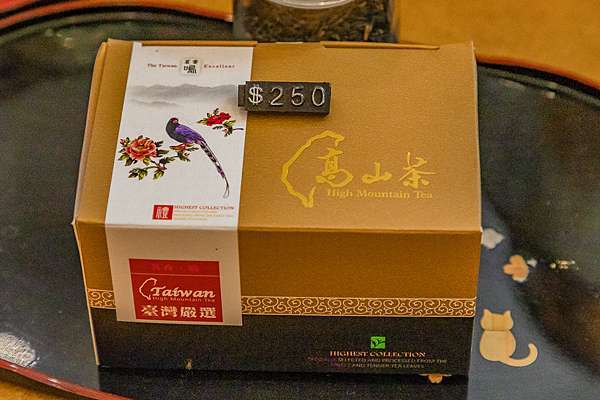 The Taiwan Excellent
$250
高山茶
High Mountain Tea
HIGHEST COLLECTION
Taiwan
High Mountain Tea
臺灣嚴選
HIGHEST COLLECTION
SELECTED AND PROCESSED FROM THE
AND TENDER TEA LEAVES